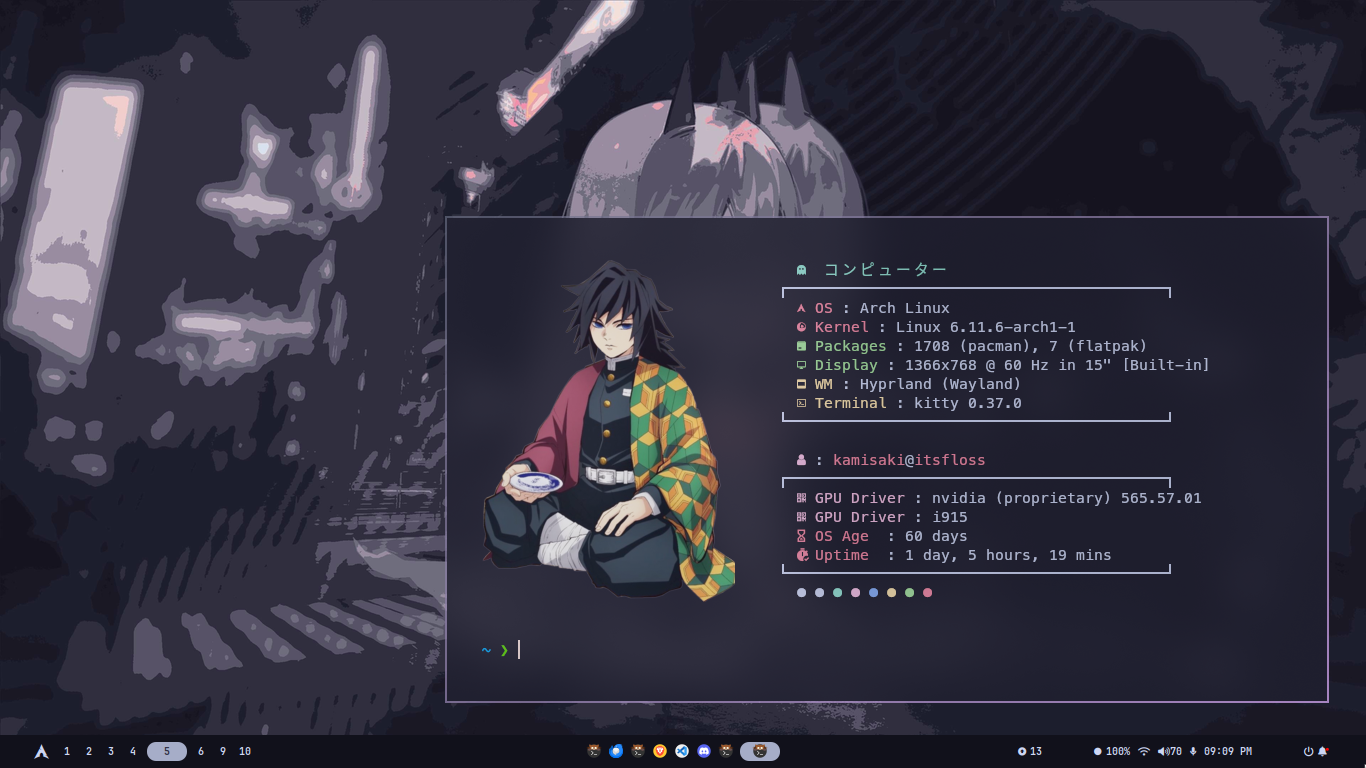 コンピューター
OS : Arch Linux
Kernel : Linux 6.11.6-arch1-1
Packages : 1708 (pacman), 7 (flatpak)
Display : 1366x768 @ 60 Hz in 15" [Built-in]
WM : Hyprland (Wayland)
Terminal : kitty 0.37.0
: kamisaki@itsfloss
GPU Driver : nvidia (proprietary) 565.57.01
GPU Driver : i915
OS Age : 60 days
Uptime : 1 day, 5 hours, 19 mins
~ ❯
1 2 3 4 5 6 9 10 13 100% 70 09:09 PM